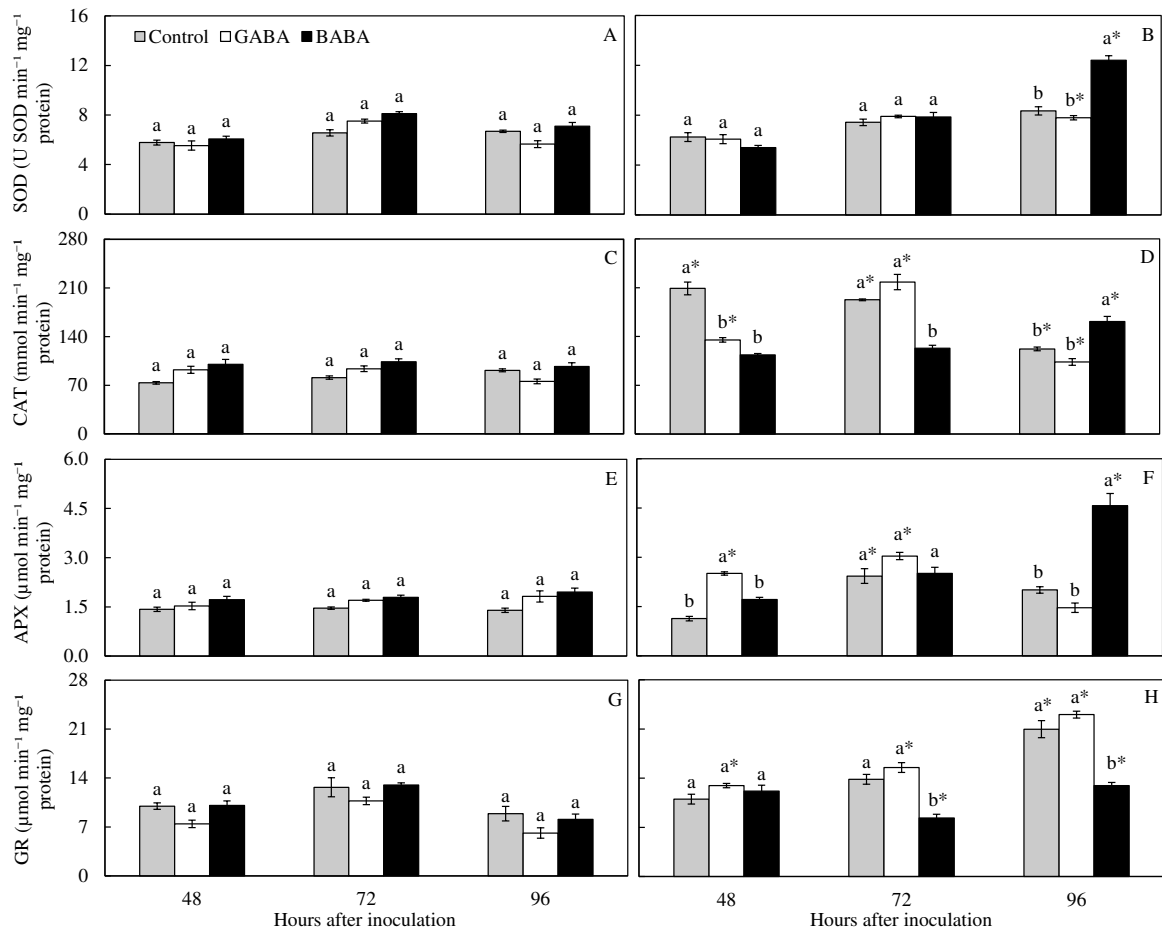 SOD (U SOD min⁻¹ mg⁻¹
protein)
16
12
8
4
0
Control GABA BABA
A
a a a
a a a
a a a
B
a a a
a a a
b b* a*
CAT (mmol min⁻¹ mg⁻¹
protein)
280
210
140
70
0
C
a a a
a a a
a a a
D
a* b* b
a* a* b
b* b* a*
APX (µmol min⁻¹ mg⁻¹
protein)
6.0
4.5
3.0
1.5
0.0
E
a a a
a a a
a a a
F
b a* b
a* a* a
b b a*
GR (µmol min⁻¹ mg⁻¹
protein)
28
21
14
7
0
G
a a a
a a a
a a a
H
a a* a
a a* b*
a* a* b*
48 72 96
Hours after inoculation
48 72 96
Hours after inoculation